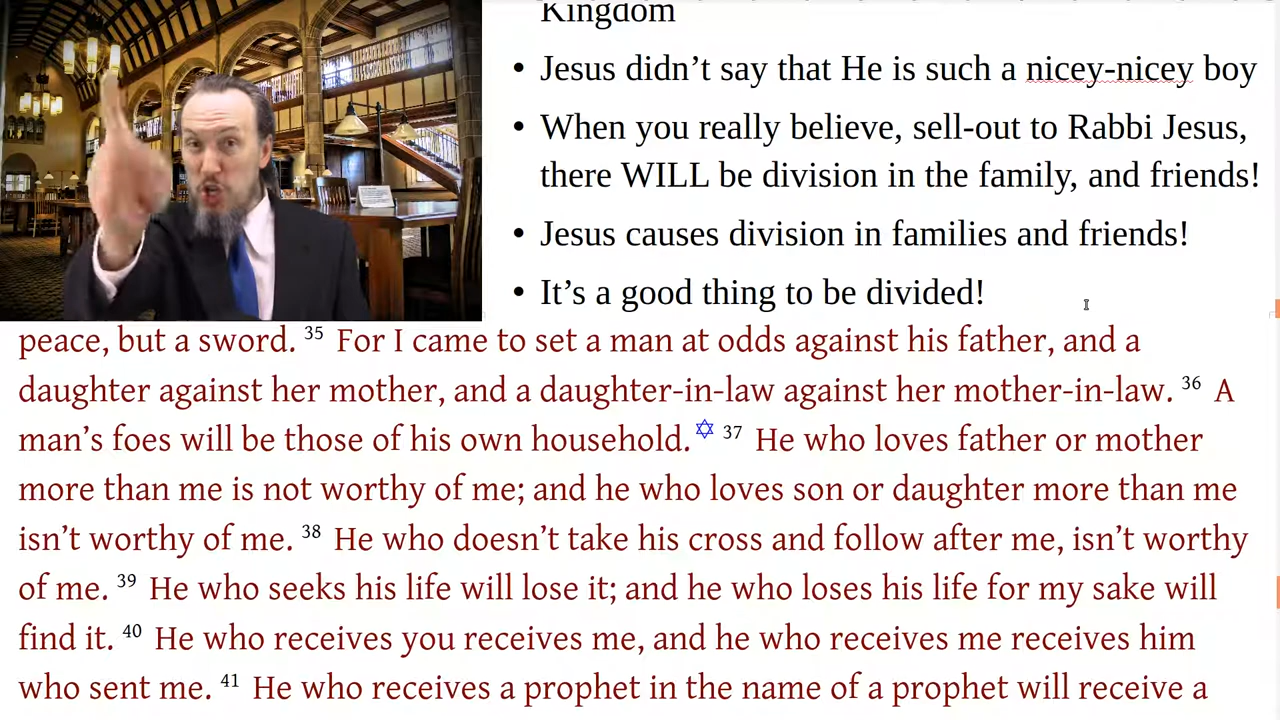 Kingdom
• Jesus didn’t say that He is such a nicey-nicey boy
• When you really believe, sell-out to Rabbi Jesus,
there WILL be division in the family, and friends!
• Jesus causes division in families and friends!
• It’s a good thing to be divided!
peace, but a sword. 35 For I came to set a man at odds against his father, and a
daughter against her mother, and a daughter-in-law against her mother-in-law. 36 A
man’s foes will be those of his own household.✡ 37 He who loves father or mother
more than me is not worthy of me; and he who loves son or daughter more than me
isn’t worthy of me. 38 He who doesn’t take his cross and follow after me, isn’t worthy
of me. 39 He who seeks his life will lose it; and he who loses his life for my sake will
find it. 40 He who receives you receives me, and he who receives me receives him
who sent me. 41 He who receives a prophet in the name of a prophet will receive a